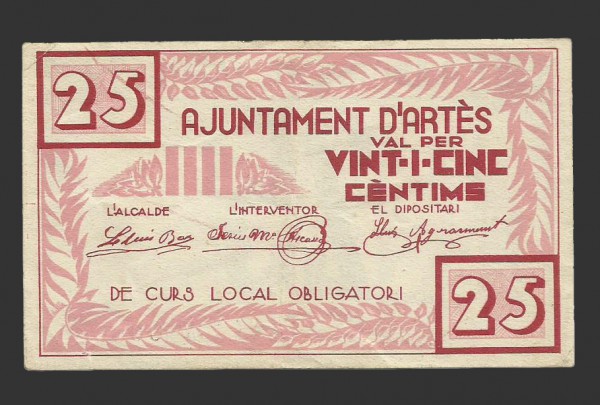 25
AJUNTAMENT D'ARTÈS
VAL PER
VINT-I-CINC
CÈNTIMS
L'ALCALDE L'INTERVENTOR EL DIPOSITARI
DE CURS LOCAL OBLIGATORI
25